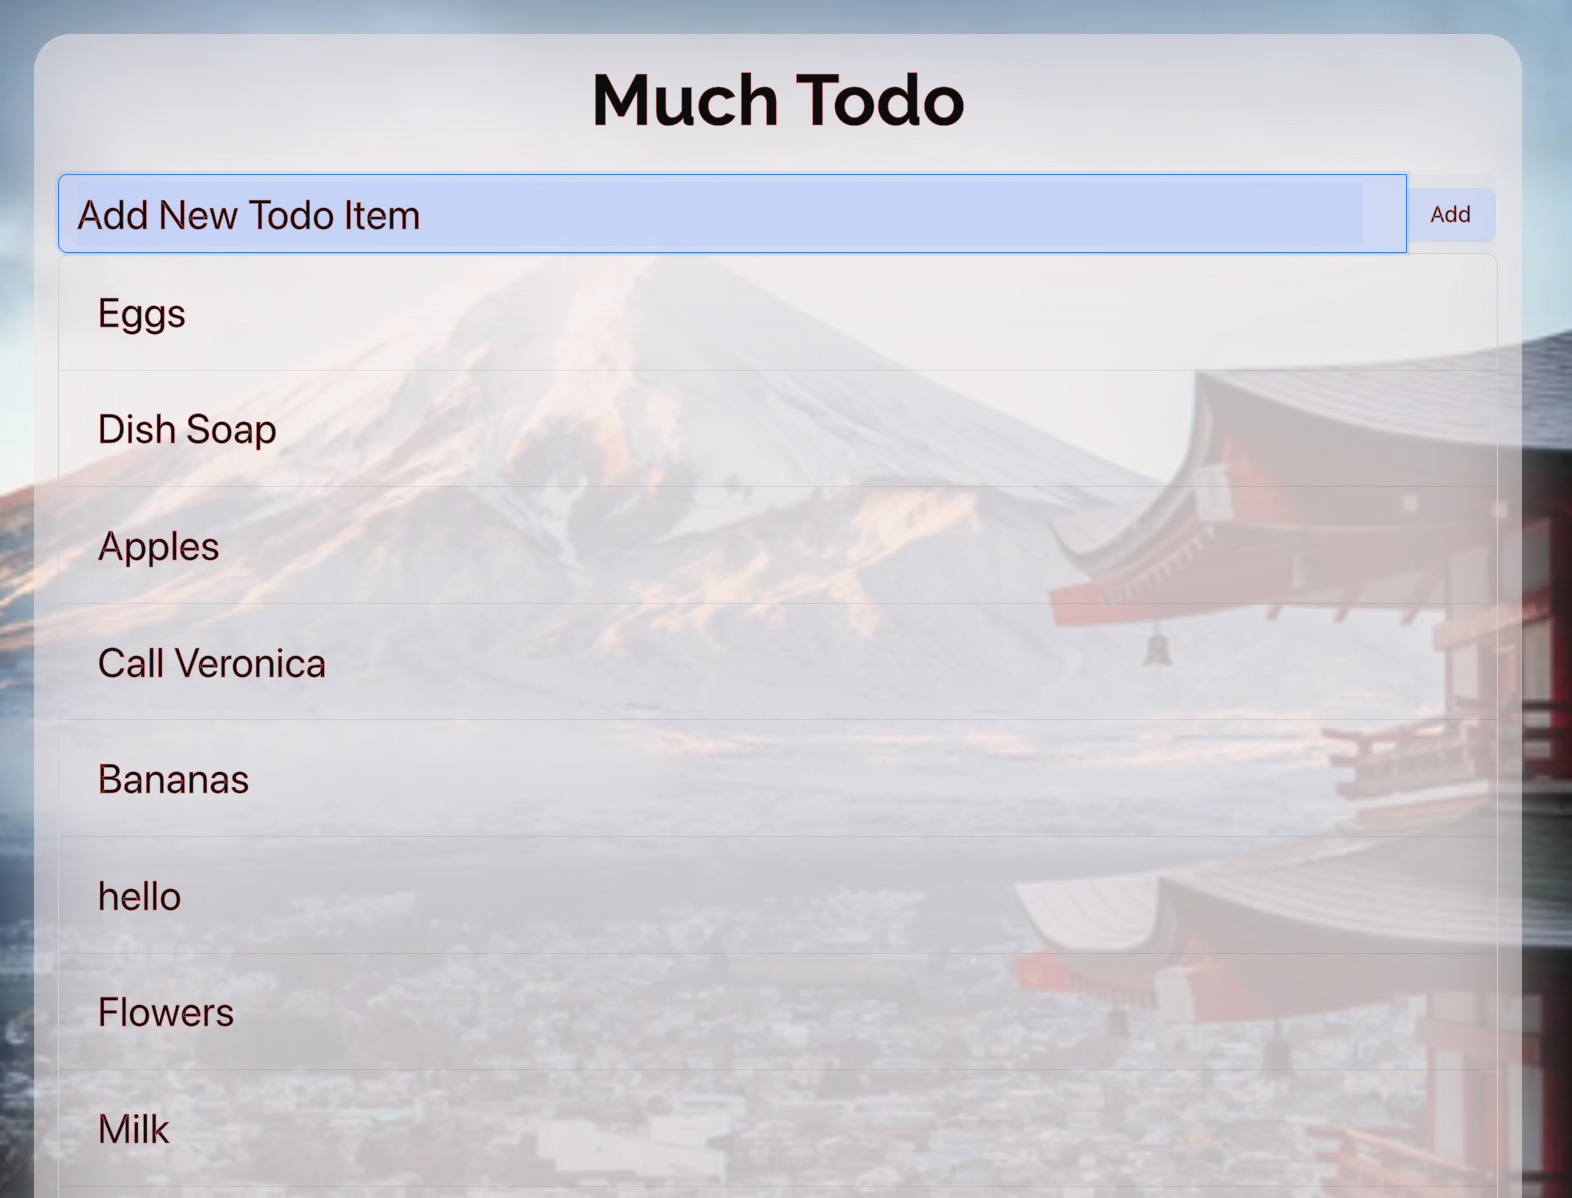 Much Todo
Add New Todo Item
Add
Eggs
Dish Soap
Apples
Call Veronica
Bananas
hello
Flowers
Milk